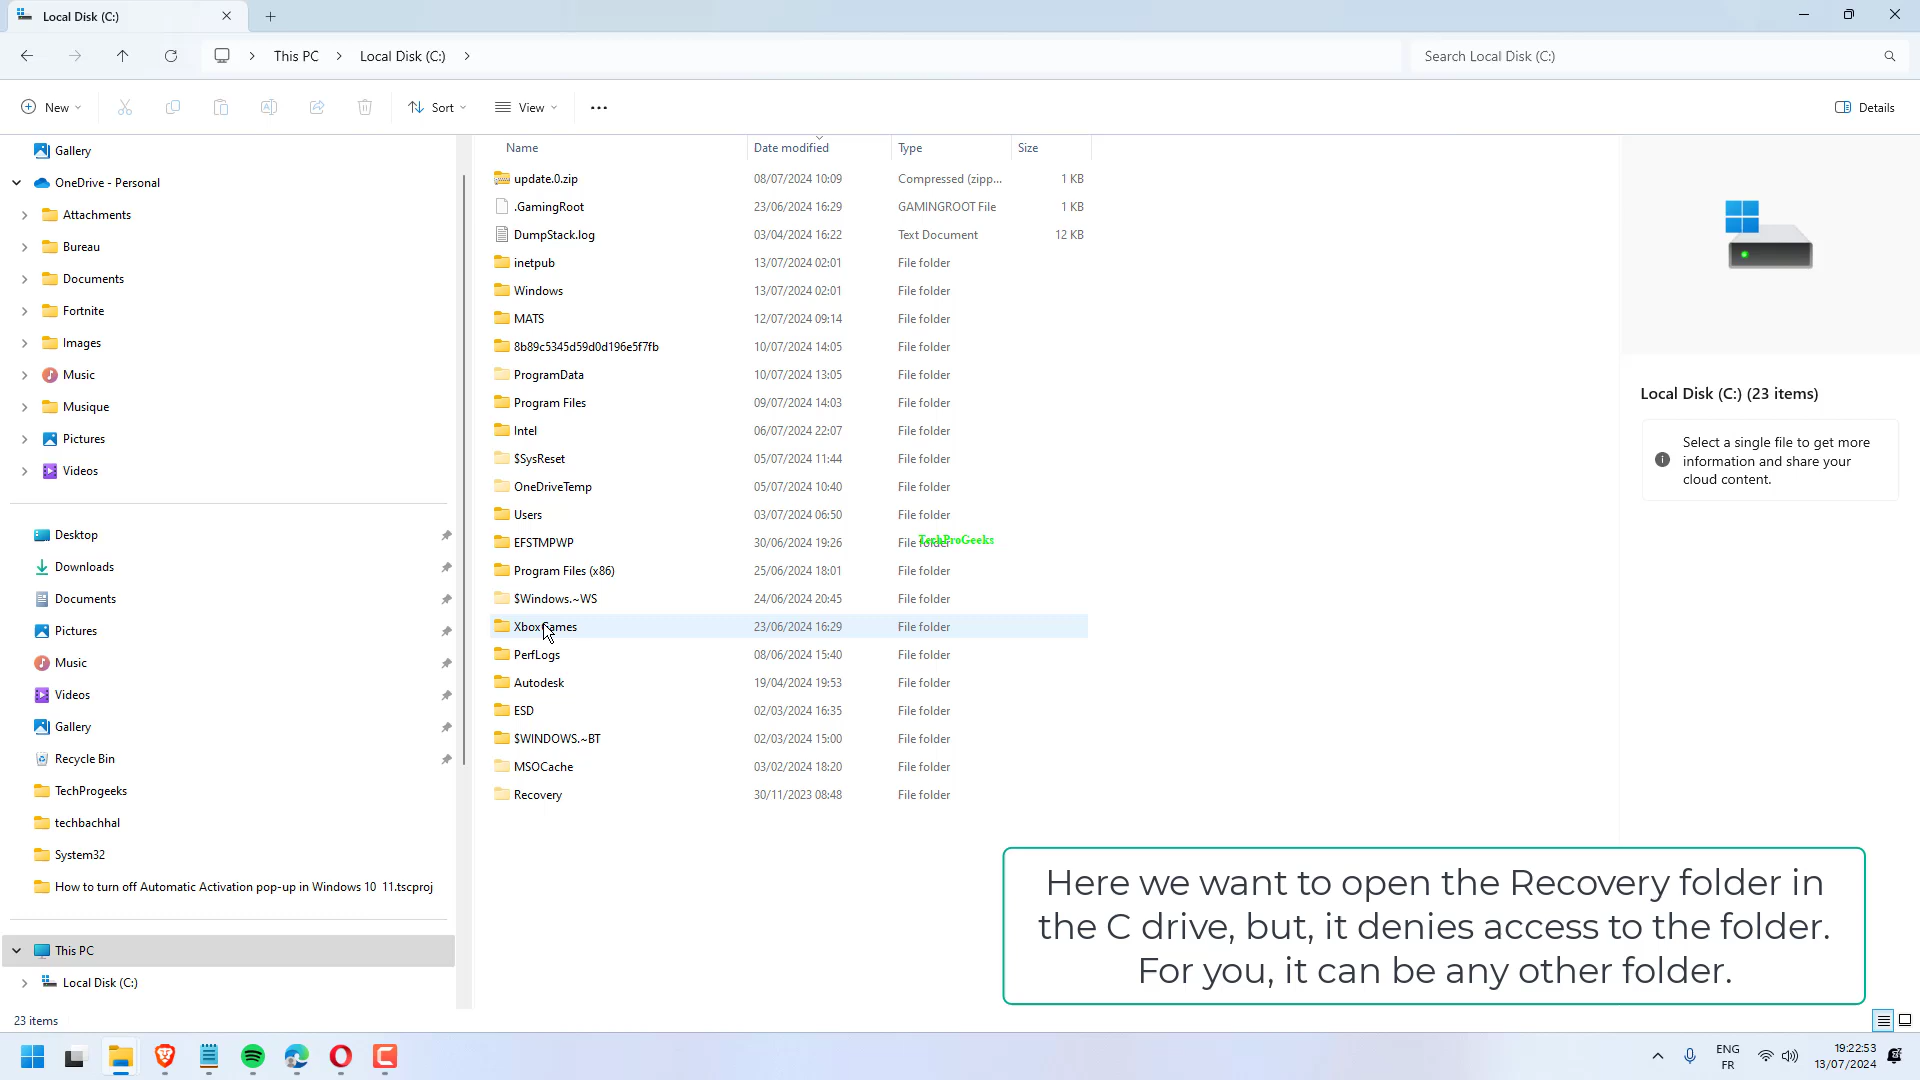 Local Disk (C:)
This PC
Local Disk (C:)
Search Local Disk (C:)
New
Sort
View
Details
Gallery
OneDrive - Personal
Attachments
Bureau
Documents
Fortnite
Images
Music
Musique
Pictures
Videos
Desktop
Downloads
Documents
Pictures
Music
Videos
Gallery
Recycle Bin
TechProgeeks
techbachhal
System32
How to turn off Automatic Activation pop-up in Windows 10 11.tscproj
This PC
Local Disk (C:)
Name Date modified Type Size
update.0.zip 08/07/2024 10:09 Compressed (zipp... 1 KB
.GamingRoot 23/06/2024 16:29 GAMINGROOT File 1 KB
DumpStack.log 03/04/2024 16:22 Text Document 12 KB
inetpub 13/07/2024 02:01 File folder
Windows 13/07/2024 02:01 File folder
MATS 12/07/2024 09:14 File folder
8b89c5345d59d0d196e5f7fb 10/07/2024 14:05 File folder
ProgramData 10/07/2024 13:05 File folder
Program Files 09/07/2024 14:03 File folder
Intel 06/07/2024 22:07 File folder
$SysReset 05/07/2024 11:44 File folder
OneDriveTemp 05/07/2024 10:40 File folder
Users 03/07/2024 06:50 File folder
EFSTMPWP 30/06/2024 19:26 File folder
TechProGeeks
Program Files (x86) 25/06/2024 18:01 File folder
$Windows.~WS 24/06/2024 20:45 File folder
XboxGames 23/06/2024 16:29 File folder
PerfLogs 08/06/2024 15:40 File folder
Autodesk 19/04/2024 19:53 File folder
ESD 02/03/2024 16:35 File folder
$WINDOWS.~BT 02/03/2024 15:00 File folder
MSOCache 03/02/2024 18:20 File folder
Recovery 30/11/2023 08:48 File folder
Local Disk (C:) (23 items)
Select a single file to get more
information and share your
cloud content.
Here we want to open the Recovery folder in
the C drive, but, it denies access to the folder.
For you, it can be any other folder.
23 items
ENG
FR
19:22:53
13/07/2024